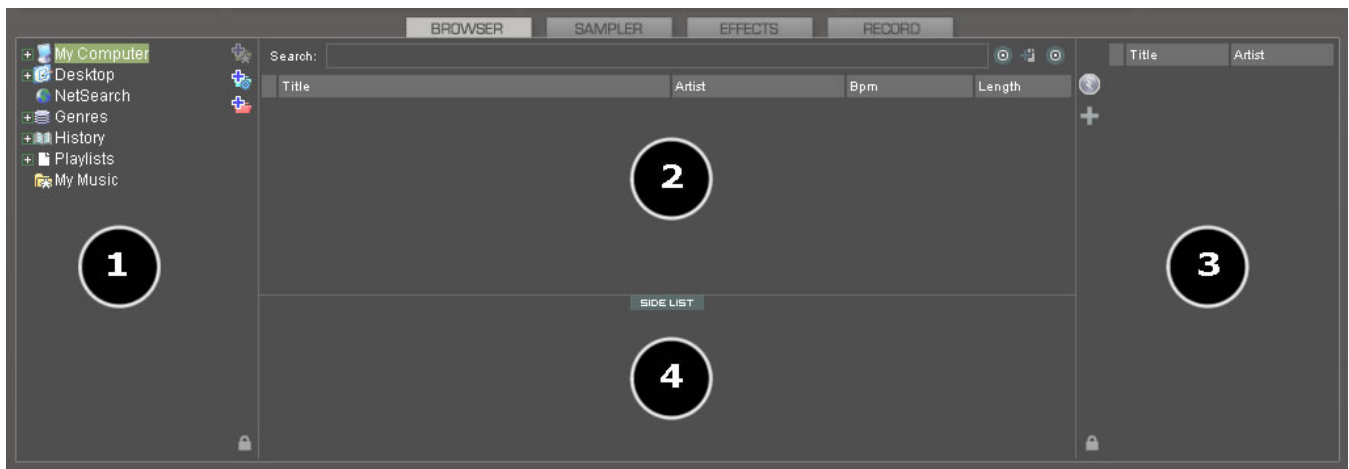 BROWSER SAMPLER EFFECTS RECORD
My Computer
Desktop
NetSearch
Genres
History
Playlists
My Music
1
Search:
Title Artist Bpm Length
2
SIDE LIST
4
Title Artist
3